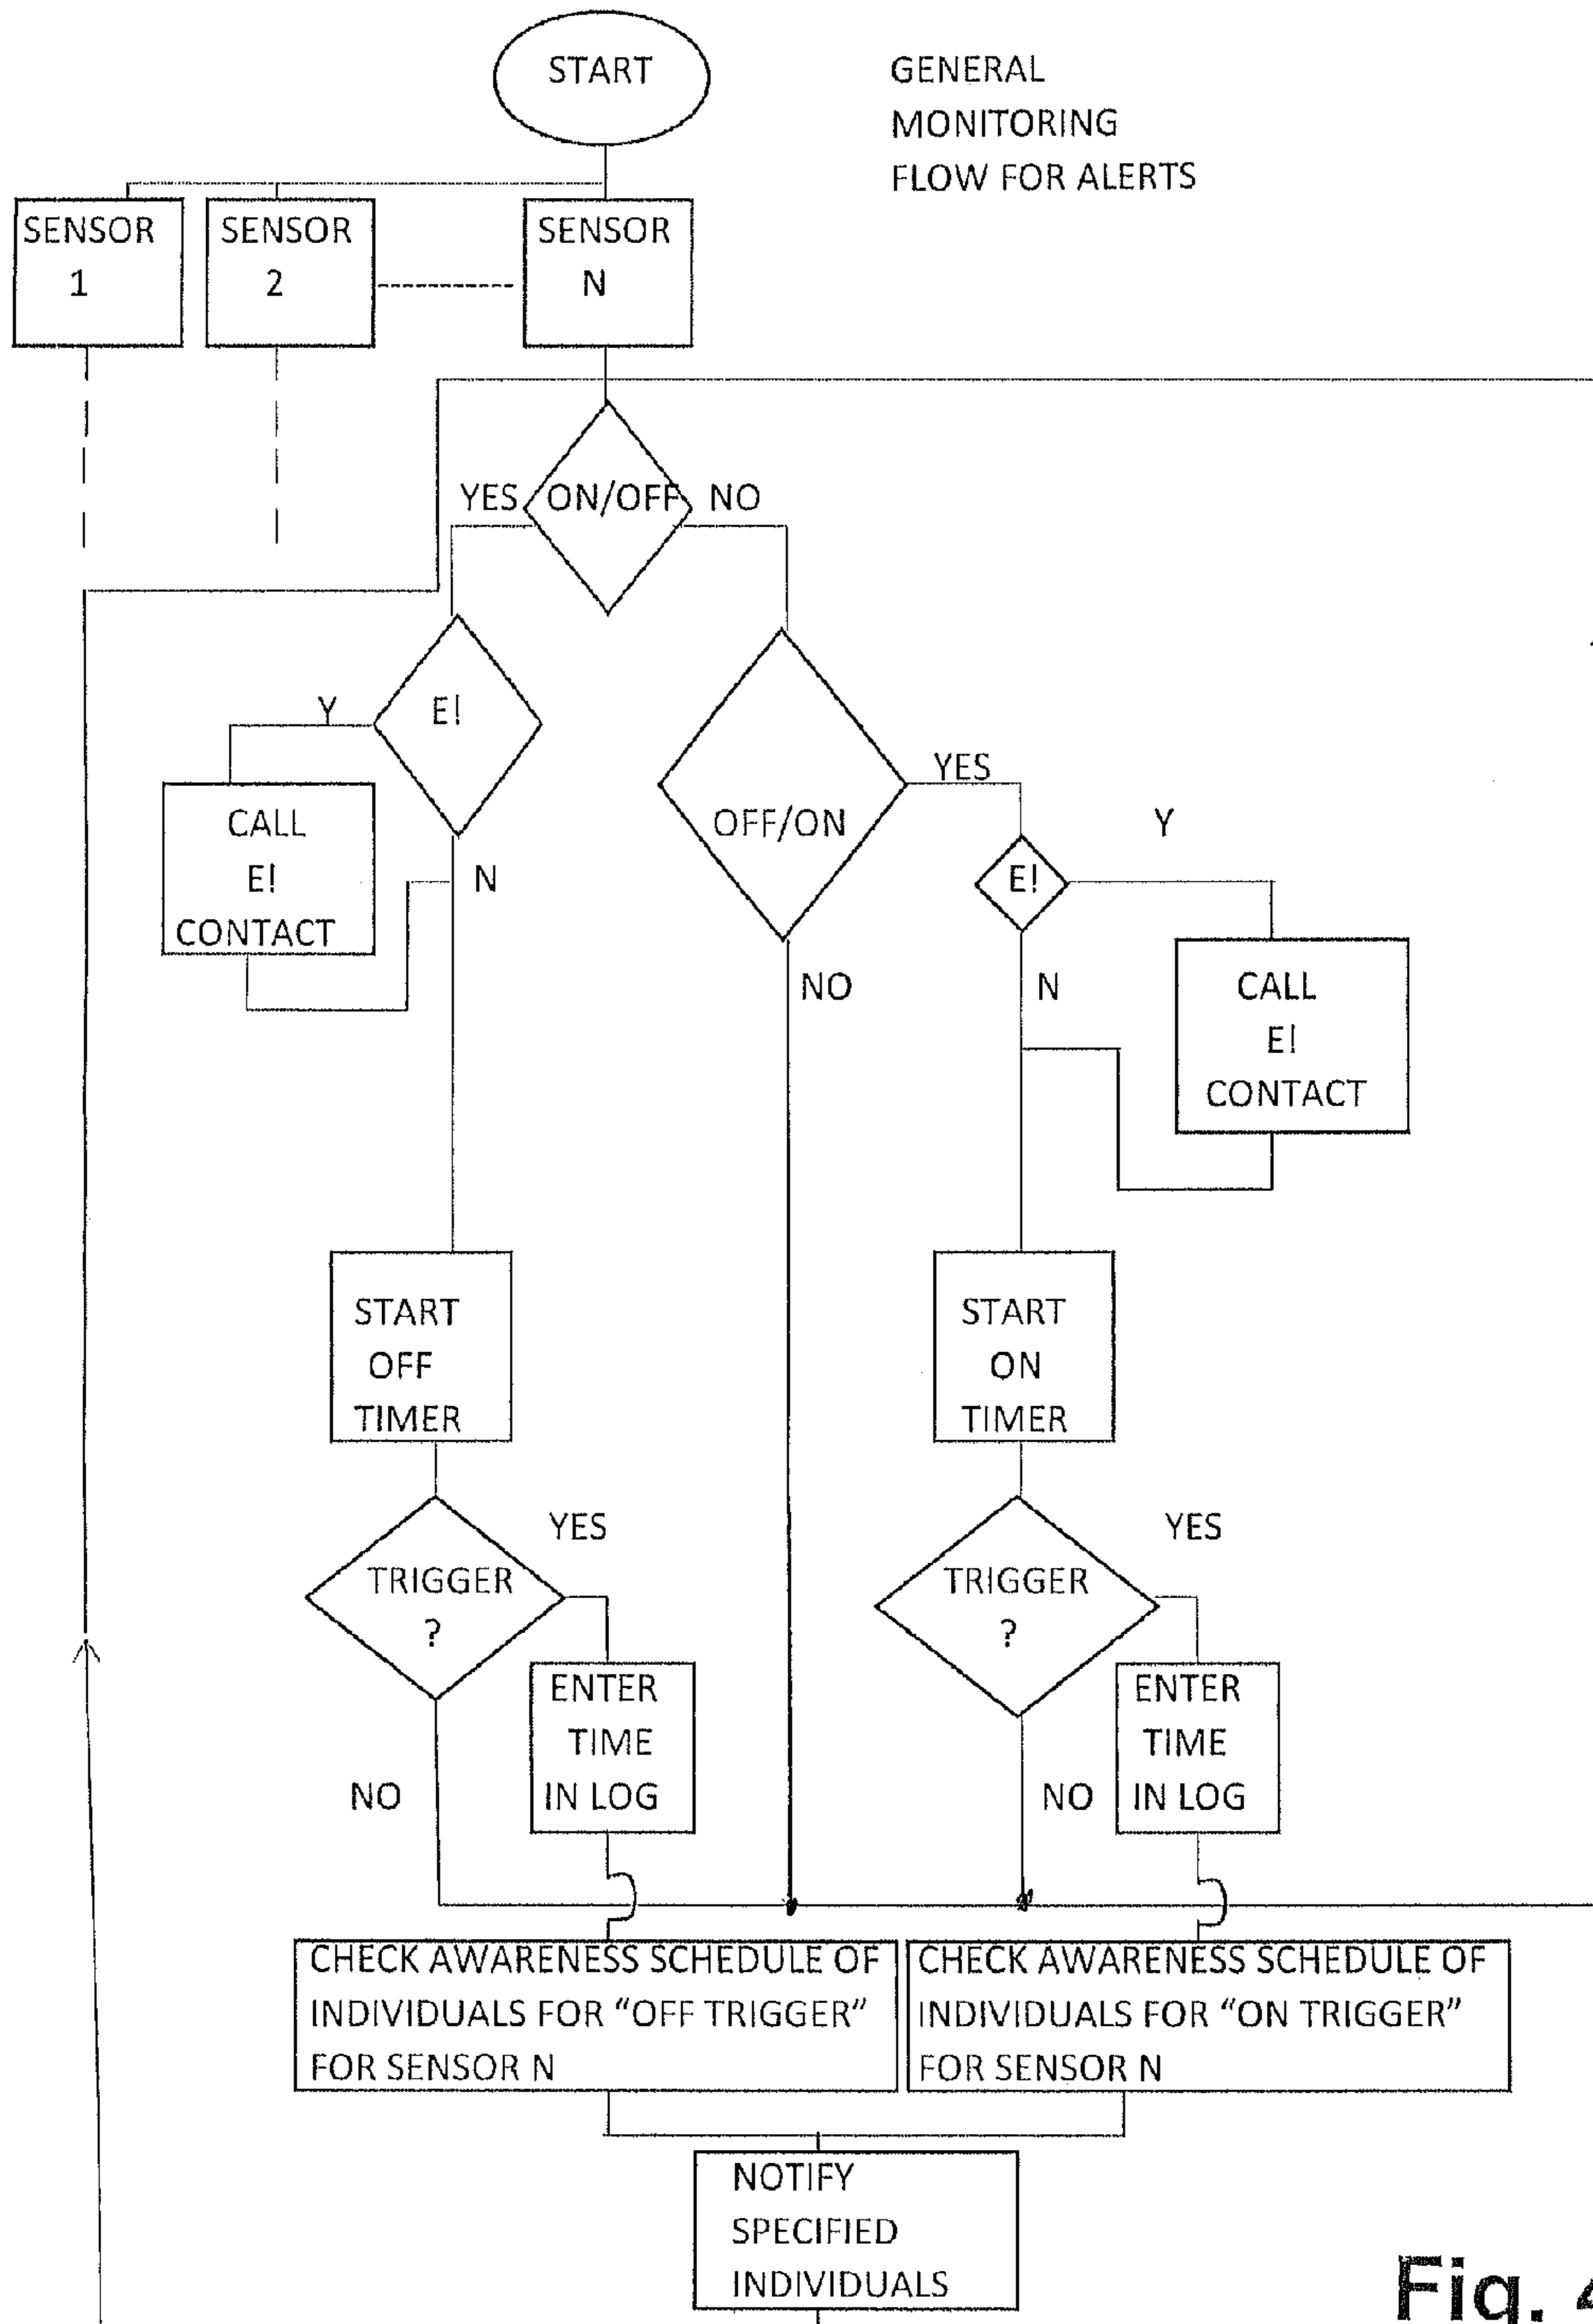 START
GENERAL
MONITORING
FLOW FOR ALERTS
SENSOR
1
SENSOR
2
SENSOR
N
YES
ON/OFF
NO
E!
Y
CALL
E!
CONTACT
N
OFF/ON
YES
NO
E!
Y
N
CALL
E!
CONTACT
START
OFF
TIMER
START
ON
TIMER
TRIGGER
?
YES
NO
ENTER
TIME
IN LOG
TRIGGER
?
YES
NO
ENTER
TIME
IN LOG
CHECK AWARENESS SCHEDULE OF
INDIVIDUALS FOR “OFF TRIGGER”
FOR SENSOR N
CHECK AWARENESS SCHEDULE OF
INDIVIDUALS FOR “ON TRIGGER”
FOR SENSOR N
NOTIFY
SPECIFIED
INDIVIDUALS
Fig. 4